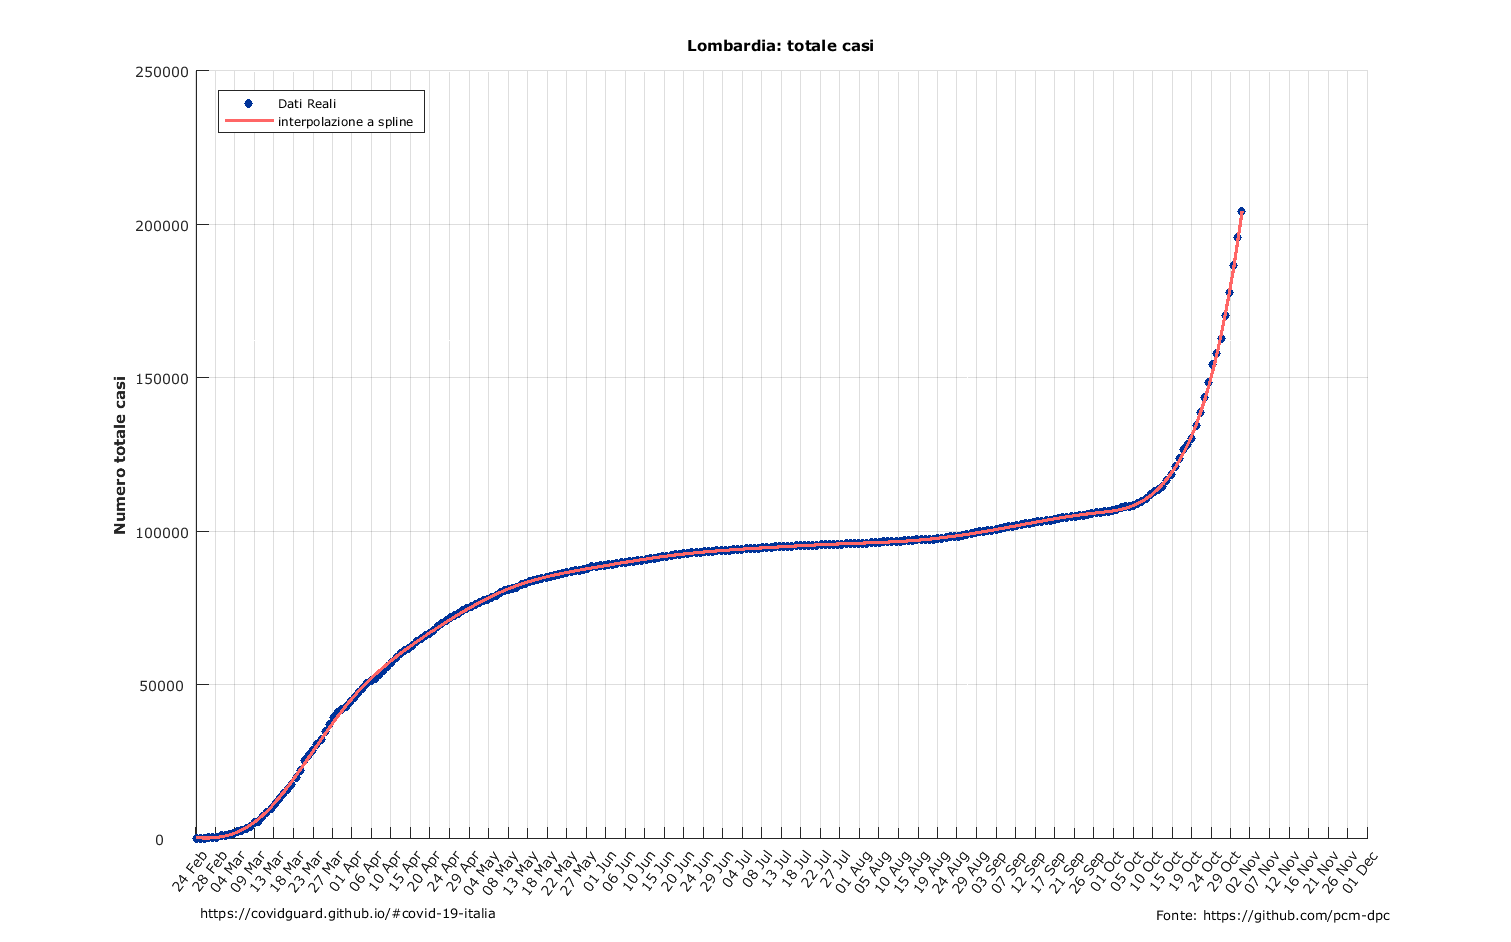 Lombardia: totale casi
250000
200000
150000
100000
50000
0
Numero totale casi
Dati Reali
interpolazione a spline
24 Feb
28 Feb
04 Mar
09 Mar
13 Mar
18 Mar
23 Mar
27 Mar
01 Apr
06 Apr
10 Apr
15 Apr
20 Apr
24 Apr
29 Apr
04 May
08 May
13 May
18 May
22 May
27 May
01 Jun
06 Jun
10 Jun
15 Jun
20 Jun
24 Jun
29 Jun
04 Jul
08 Jul
13 Jul
18 Jul
22 Jul
27 Jul
01 Aug
05 Aug
10 Aug
15 Aug
19 Aug
24 Aug
29 Aug
03 Sep
07 Sep
12 Sep
17 Sep
21 Sep
26 Sep
01 Oct
05 Oct
10 Oct
15 Oct
19 Oct
24 Oct
29 Oct
02 Nov
07 Nov
12 Nov
16 Nov
21 Nov
26 Nov
01 Dec
https://covidguard.github.io/#covid-19-italia
Fonte: https://github.com/pcm-dpc